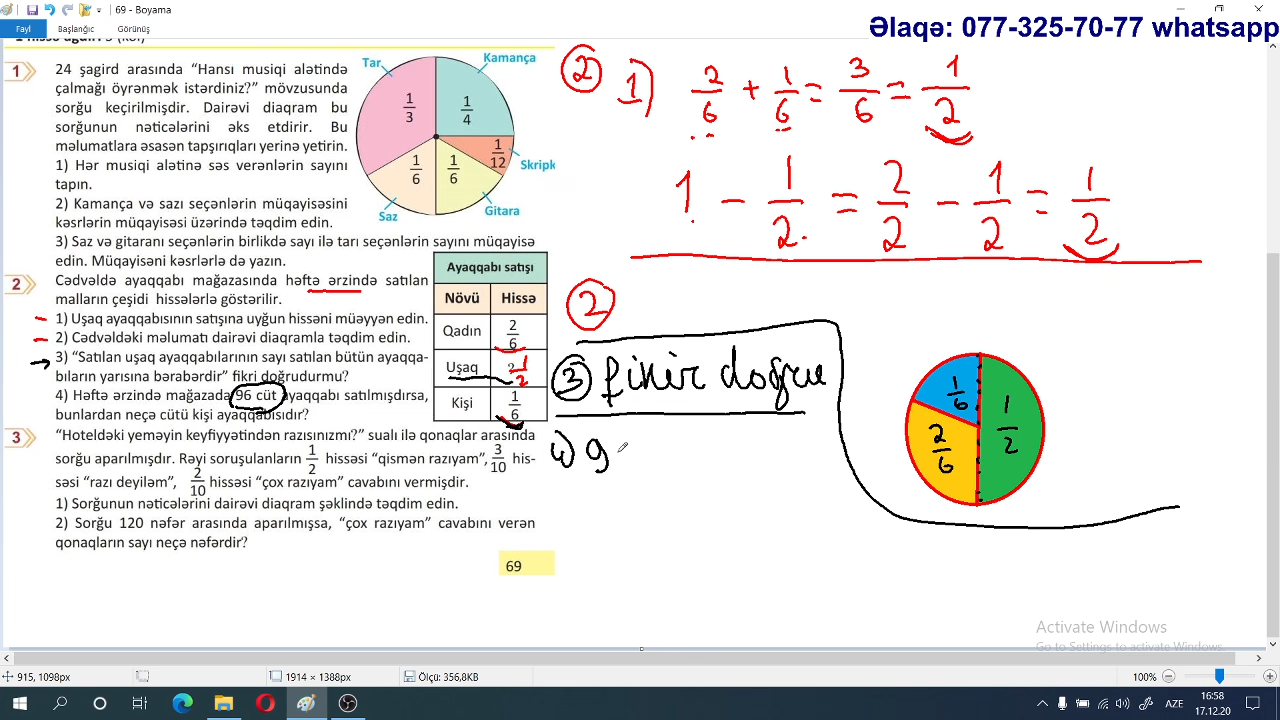 69 - Boyama
Fayl Başlanğıc Görünüş
Əlaqə: 077-325-70-77 whatsapp
1
24 şagird arasında “Hansı musiqi alətində
çalmağı öyrənmək istərdiniz?” mövzusunda
sorğu keçirilmişdir. Dairəvi diaqram bu
sorğunun nəticələrini əks etdirir. Bu
məlumatlara əsasən tapşırıqları yerinə yetirin.
1) Hər musiqi alətinə səs verənlərin sayını
tapın.
2) Kamança və sazı seçənlərin müqayisəsini
kəsrlərin müqayisəsi üzərində təqdim edin.
3) Saz və gitaranı seçənlərin birlikdə sayı ilə tarı seçənlərin sayını müqayisə
edin. Müqayisəni kəsrlərlə də yazın.
Tar
Kamança
1/3
1/4
1/12
Skripk
1/6
1/6
Saz
Gitara
2
Cədvəldə ayaqqabı mağazasında həftə ərzində satılan
malların çeşidi hissələrlə göstərilir.
1) Uşaq ayaqqabısının satışına uyğun hissəni müəyyən edin.
2) Cədvəldəki məlumatı dairəvi diaqramla təqdim edin.
3) “Satılan uşaq ayaqqabılarının sayı satılan bütün ayaqqa-
bıların yarısına bərabərdir” fikri doğrudurmu?
4) Həftə ərzində mağazada 96 cüt ayaqqabı satılmışdırsa,
bunlardan neçə cütü kişi ayaqqabısıdır?
Ayaqqabı satışı
Növü Hissə
Qadın 2/6
Uşaq ? 1/2
Kişi 1/6
3
“Hoteldəki yeməyin keyfiyyətindən razısınızmı?” sualı ilə qonaqlar arasında
sorğu aparılmışdır. Rəyi soruşulanların 1/2 hissəsi “qismən razıyam”, 3/10 his-
səsi “razı deyiləm”, 2/10 hissəsi “çox razıyam” cavabını vermişdir.
1) Sorğunun nəticələrini dairəvi diaqram şəklində təqdim edin.
2) Sorğu 120 nəfər arasında aparılmışsa, “çox razıyam” cavabını verən
qonaqların sayı neçə nəfərdir?
69
2 1) 2/6 + 1/6 = 3/6 = 1/2
1 - 1/2 = 2/2 - 1/2 = 1/2
2
3 fikir doğru
4) 9
1/6
1/2
2/6
Activate Windows
Go to Settings to activate Windows.
915, 1098px 1914 × 1388px Ölçü: 356,8KB 100%
AZE 16:58
17.12.20